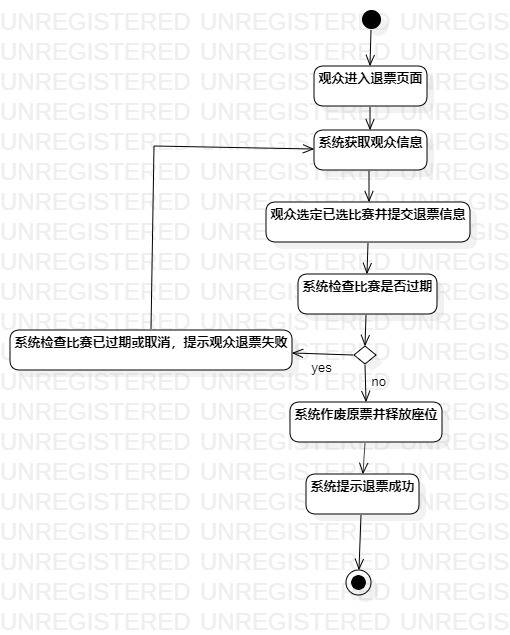 观众进入退票页面
系统获取观众信息
观众选定已选比赛并提交退票信息
系统检查比赛是否过期
系统检查比赛已过期或取消，提示观众退票失败
yes
no
系统作废原票并释放座位
系统提示退票成功
UNREGISTERED